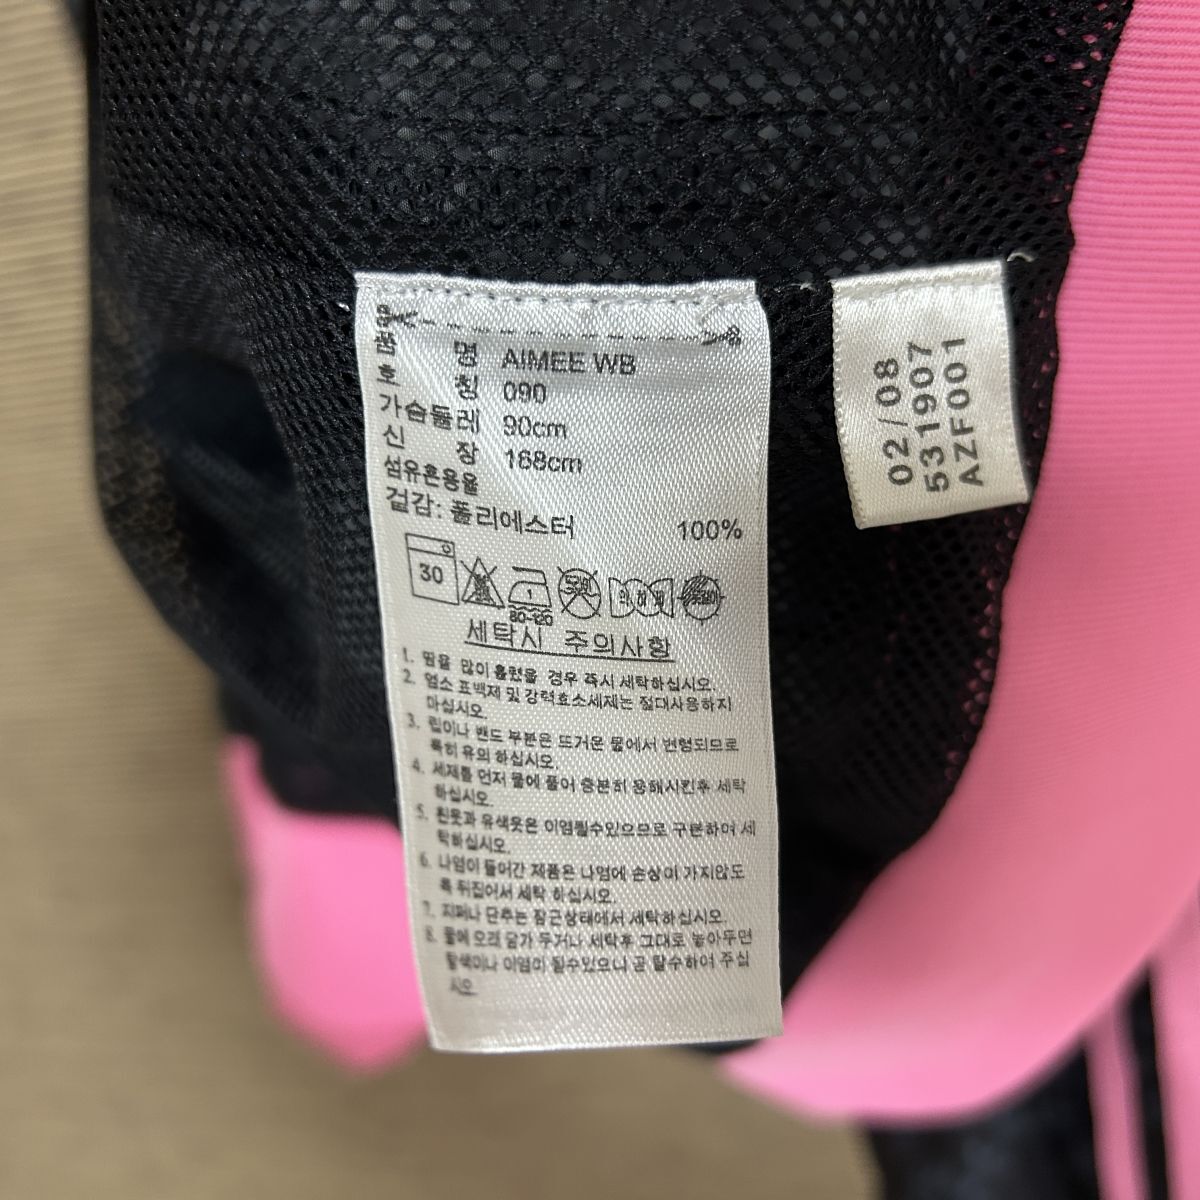 품 명 AIMEE WB
호 칭 090
가슴둘레 90cm
신 장 168cm
섬유혼용율
겉감: 폴리에스터 100%
30
1
80-120
세탁시 주의사항
1. 땀을 많이 흘렸을 경우 즉시 세탁하십시오.
2. 염소 표백제 및 강력효소세제는 절대사용하지
마십시오.
3. 립이나 밴드 부분은 뜨거운 물에서 변형되므로
특히 유의 하십시오.
4. 세제를 먼저 물에 풀어 충분히 용해시킨후 세탁
하십시오.
5. 흰옷과 유색옷은 이염될수있으므로 구분하여 세
탁하십시오.
6. 나염이 들어간 제품은 나염에 손상이 가지않도
록 뒤집어서 세탁 하십시오.
7. 지퍼나 단추는 잠근상태에서 세탁하십시오.
8. 물에 오래 담가 두거나 세탁후 그대로 놓아두면
탈색이나 이염이 될수있으니 곧 탈수하여 주십
시오.
02/08
531907
AZF001